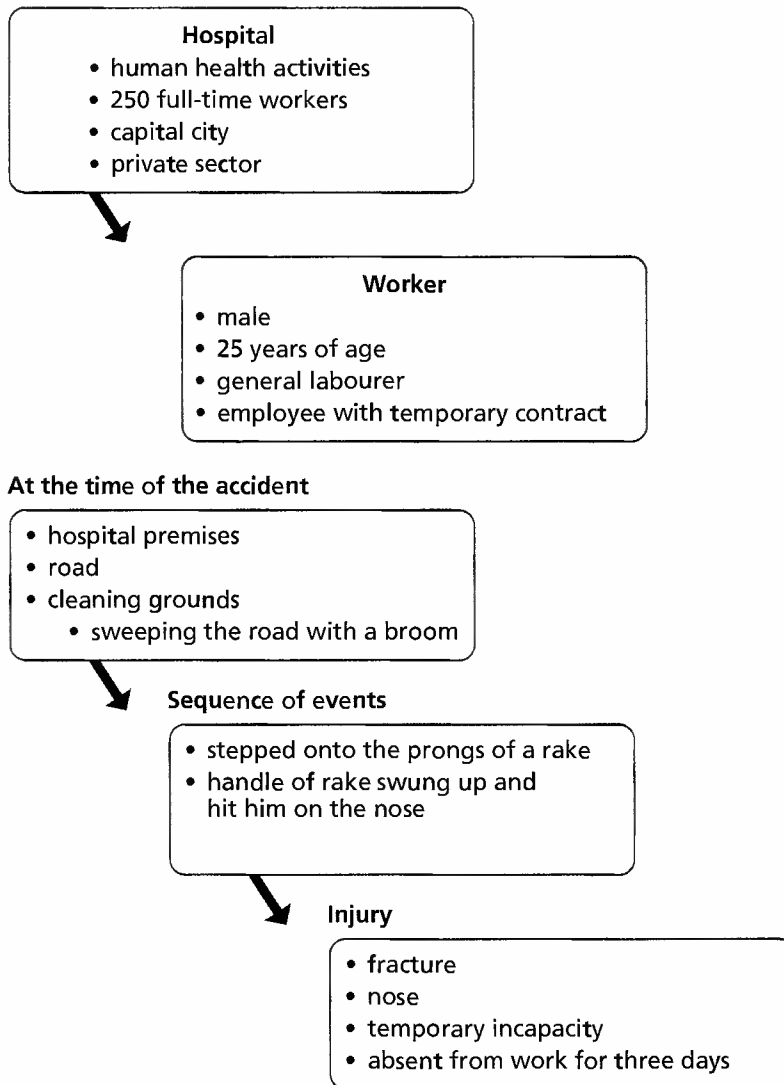 Hospital
• human health activities
• 250 full-time workers
• capital city
• private sector
Worker
• male
• 25 years of age
• general labourer
• employee with temporary contract
At the time of the accident
• hospital premises
• road
• cleaning grounds
• sweeping the road with a broom
Sequence of events
• stepped onto the prongs of a rake
• handle of rake swung up and
hit him on the nose
Injury
• fracture
• nose
• temporary incapacity
• absent from work for three days